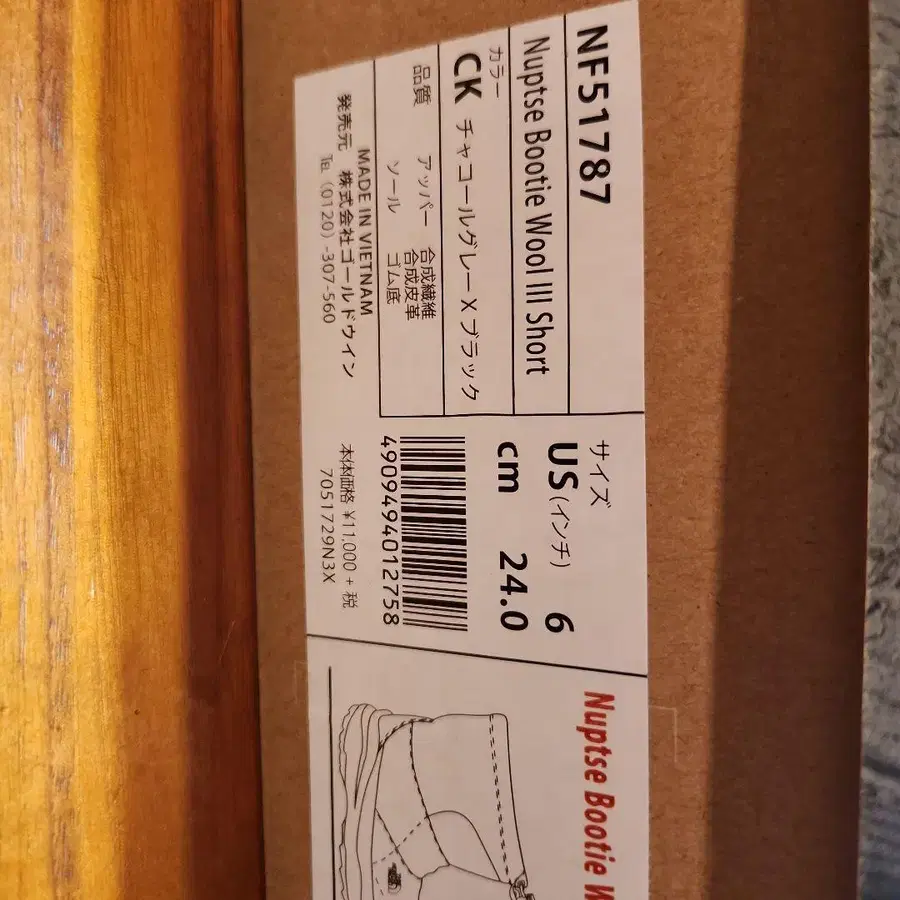 NF51787
Nuptse Bootie Wool III Short
カラー
CK チャコールグレー X ブラック
品質 アッパー 合成繊維
合成皮革
ソール ゴム底
MADE IN VIETNAM
発売元 株式会社ゴールドウイン
TEL (0120)-307-560
サイズ
US(インチ) 6
cm 24.0
4909494012758
本体価格 ¥11,000 + 税
7051729N3X
Nuptse Bootie W